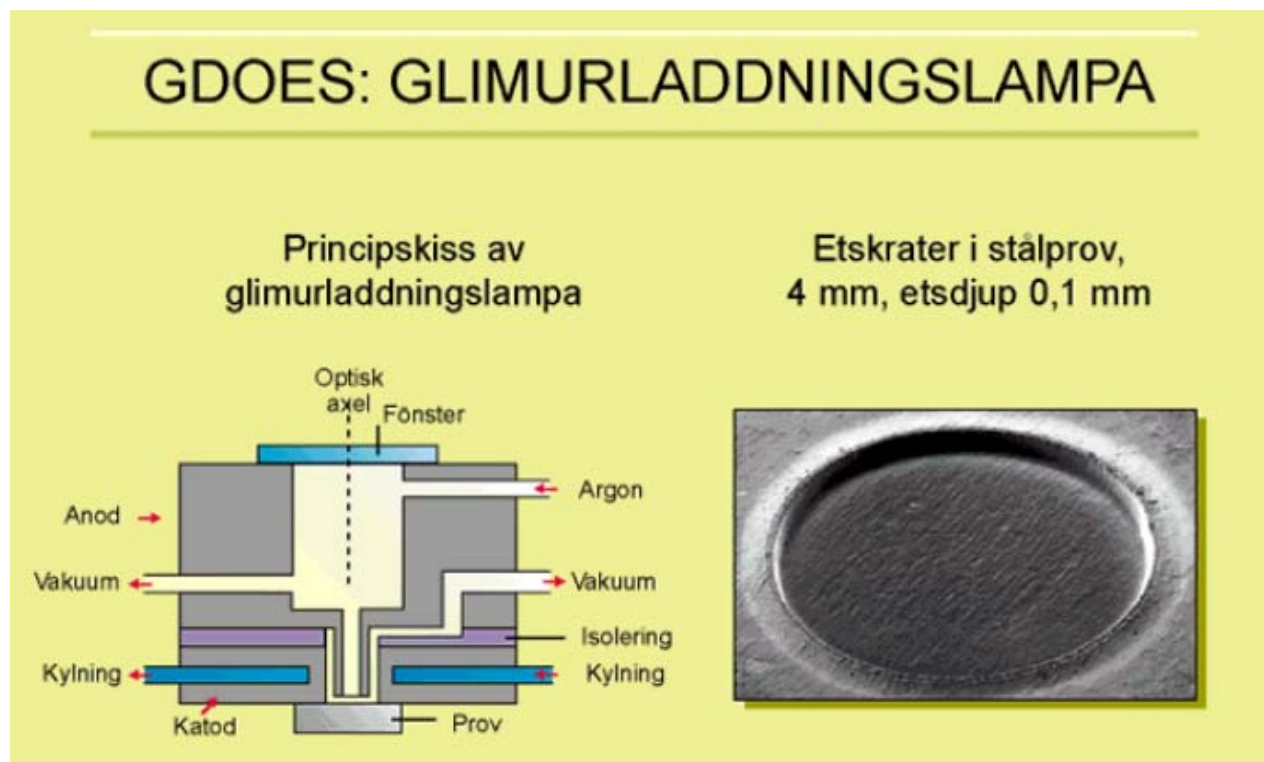 GDOES: GLIMURLADDNINGSLAMPA
Principskiss av
glimurladdningslampa
Etskrater i stålprov,
4 mm, etsdjup 0,1 mm
Optisk
axel
Fönster
Argon
Anod
Vakuum
Vakuum
Isolering
Kylning
Kylning
Katod
Prov